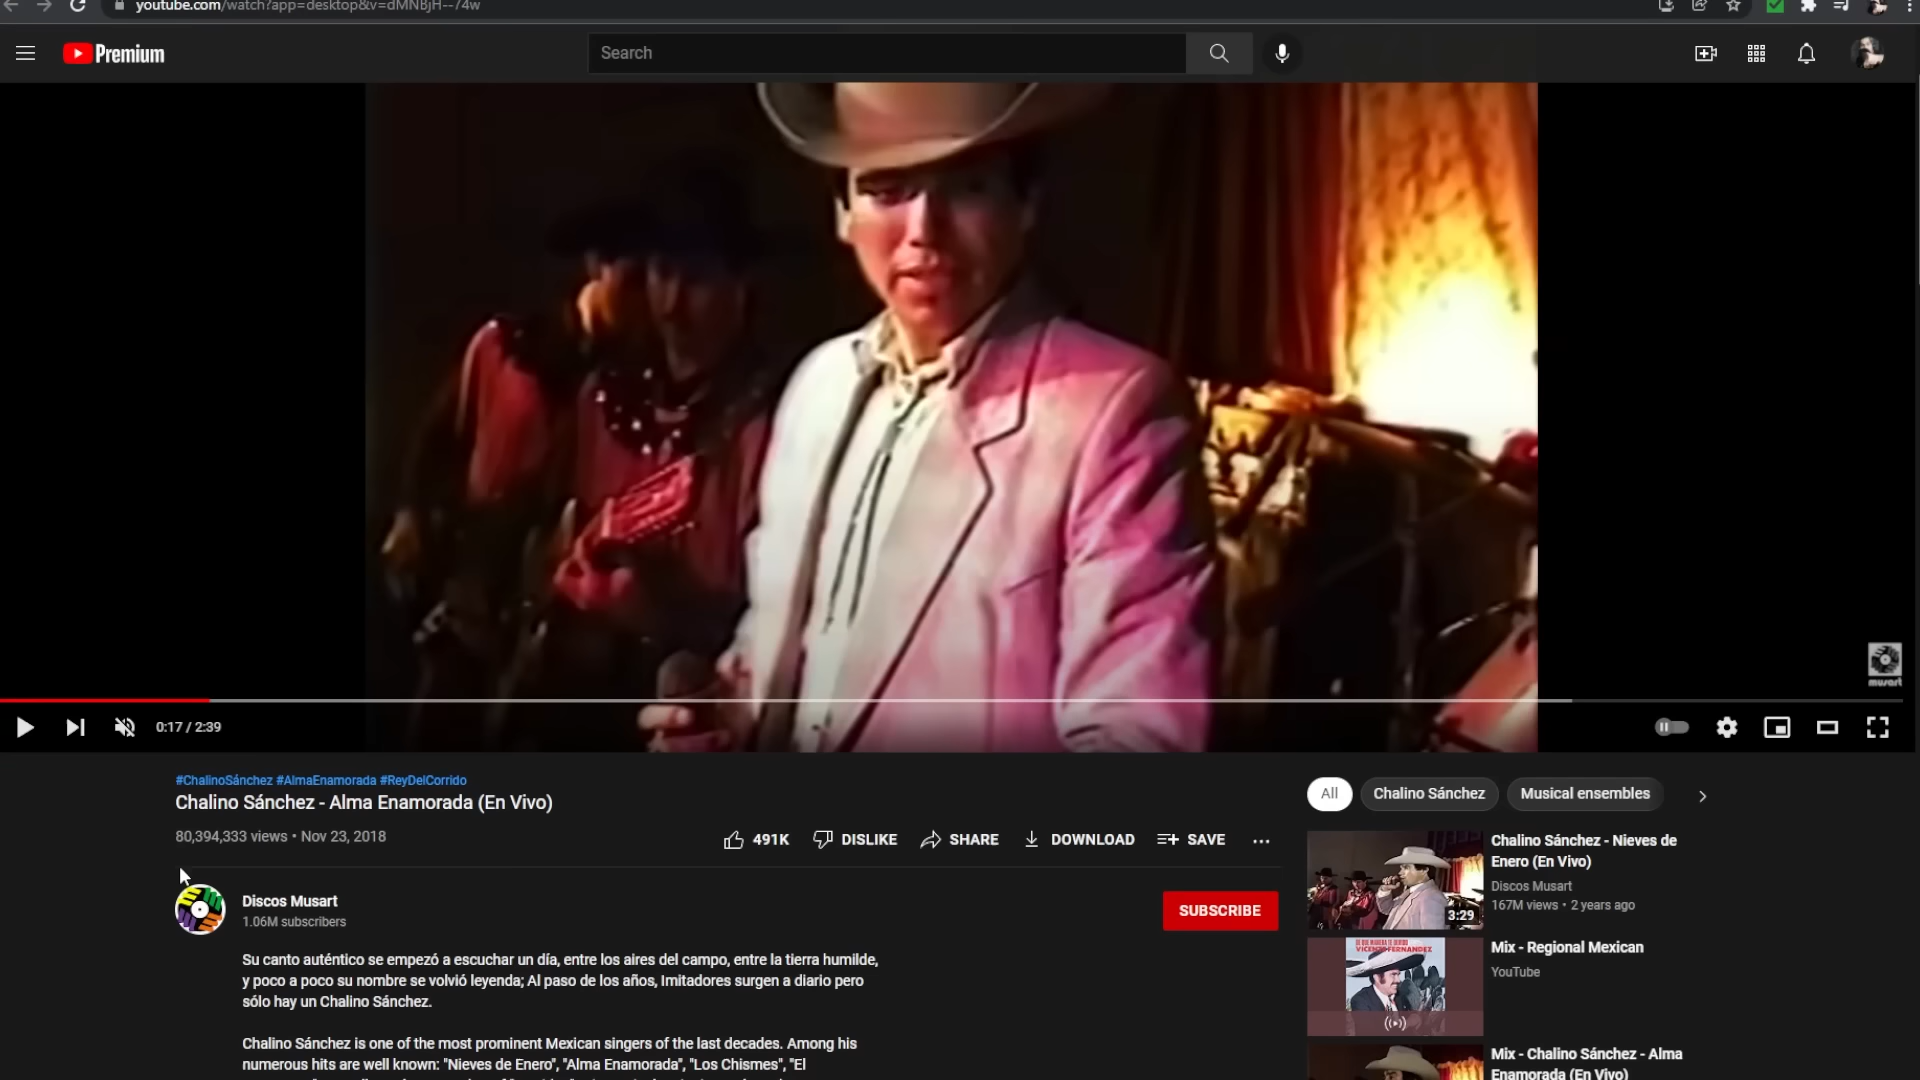 youtube.com/watch?app=desktop&v=dMNBjH--74w
Premium
Search
musart
0:17 / 2:39
#ChalinoSánchez #AlmaEnamorada #ReyDelCorrido
Chalino Sánchez - Alma Enamorada (En Vivo)
80,394,333 views • Nov 23, 2018
491K DISLIKE SHARE DOWNLOAD SAVE
Discos Musart
1.06M subscribers
SUBSCRIBE
Su canto auténtico se empezó a escuchar un día, entre los aires del campo, entre la tierra humilde,
y poco a poco su nombre se volvió leyenda; Al paso de los años, Imitadores surgen a diario pero
sólo hay un Chalino Sánchez.
Chalino Sánchez is one of the most prominent Mexican singers of the last decades. Among his
numerous hits are well known: "Nieves de Enero", "Alma Enamorada", "Los Chismes", "El
All Chalino Sánchez Musical ensembles
Chalino Sánchez - Nieves de
Enero (En Vivo)
Discos Musart
167M views • 2 years ago
3:29
VICENTE FERNANDEZ
Mix - Regional Mexican
YouTube
Mix - Chalino Sánchez - Alma
Enamorada (En Vivo)